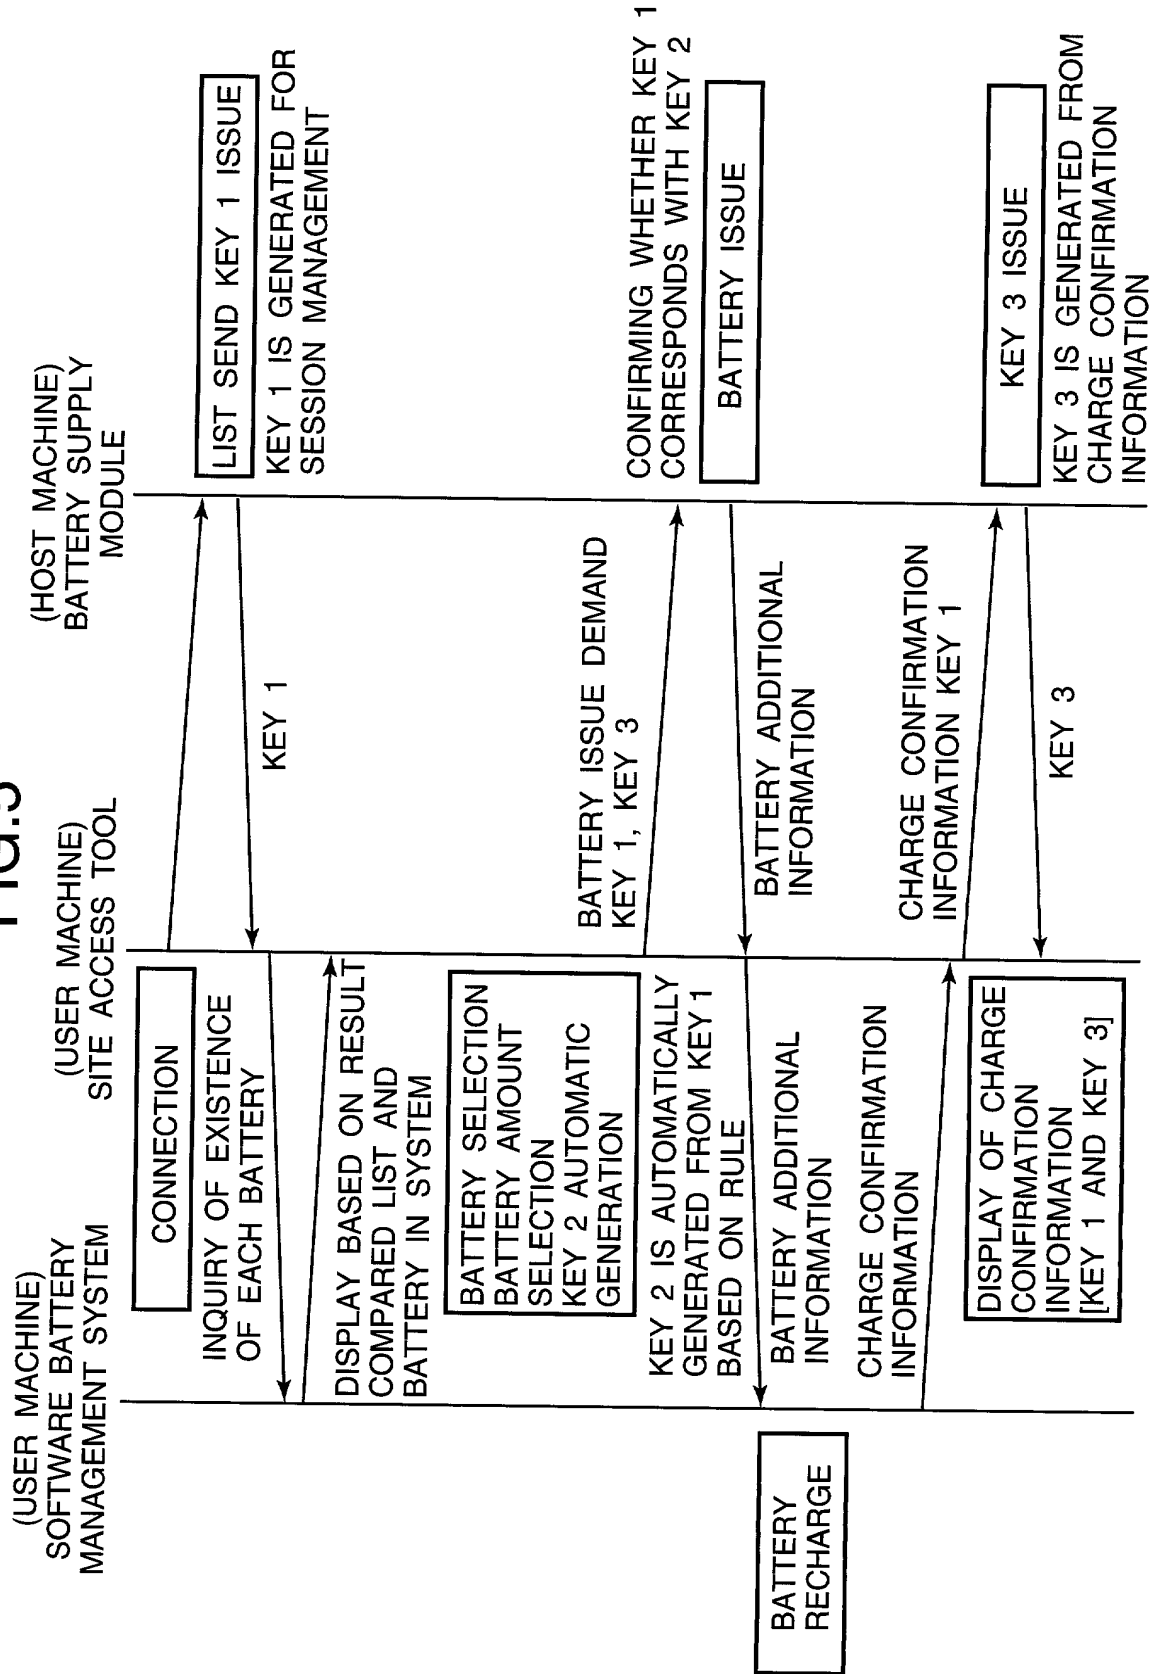 FIG.5
(USER MACHINE)
SOFTWARE BATTERY
MANAGEMENT SYSTEM
(USER MACHINE)
SITE ACCESS TOOL
(HOST MACHINE)
BATTERY SUPPLY
MODULE
CONNECTION
LIST SEND KEY 1 ISSUE
KEY 1 IS GENERATED FOR
SESSION MANAGEMENT
KEY 1
INQUIRY OF EXISTENCE
OF EACH BATTERY
DISPLAY BASED ON RESULT
COMPARED LIST AND
BATTERY IN SYSTEM
BATTERY SELECTION
BATTERY AMOUNT
SELECTION
KEY 2 AUTOMATIC
GENERATION
KEY 2 IS AUTOMATICALLY
GENERATED FROM KEY 1
BASED ON RULE
BATTERY ISSUE DEMAND
KEY 1, KEY 3
CONFIRMING WHETHER KEY 1
CORRESPONDS WITH KEY 2
BATTERY ISSUE
BATTERY ADDITIONAL
INFORMATION
BATTERY ADDITIONAL
INFORMATION
BATTERY
RECHARGE
CHARGE CONFIRMATION
INFORMATION
CHARGE CONFIRMATION
INFORMATION KEY 1
KEY 3 ISSUE
KEY 3 IS GENERATED FROM
CHARGE CONFIRMATION
INFORMATION
KEY 3
DISPLAY OF CHARGE
CONFIRMATION
INFORMATION
[KEY 1 AND KEY 3]